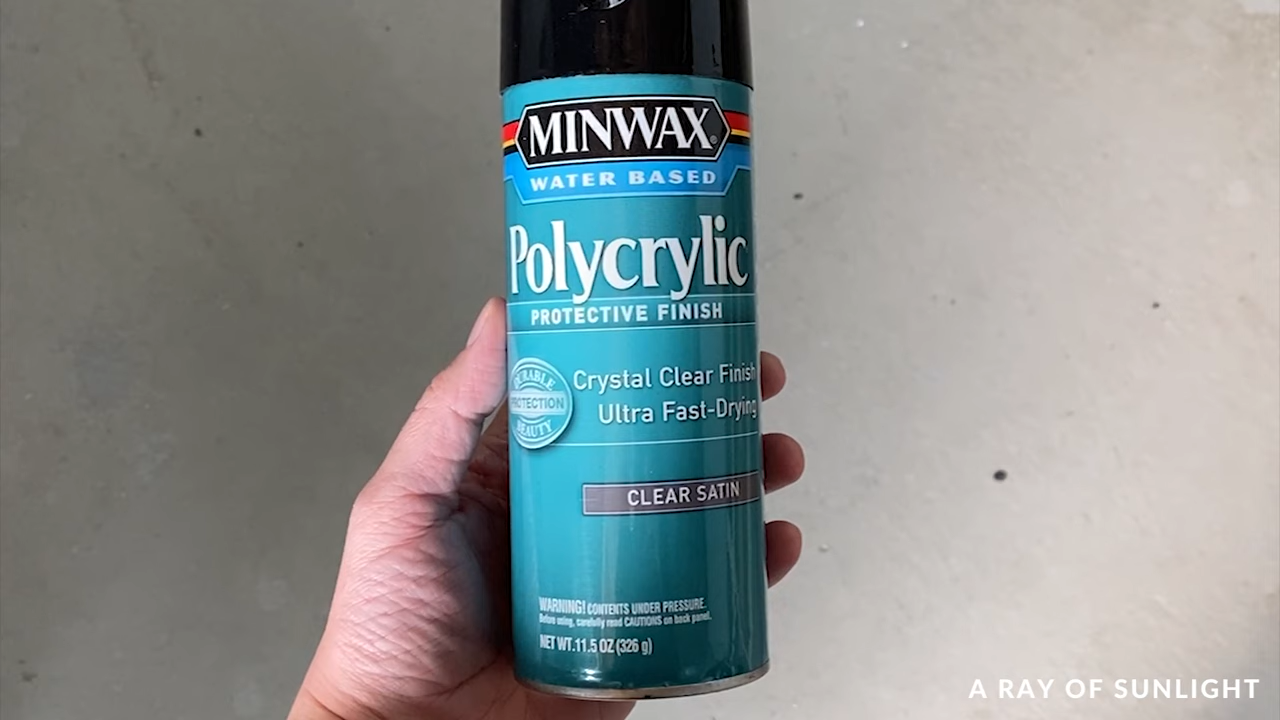 MINWAX®
WATER BASED
Polycrylic
PROTECTIVE FINISH
DURABLE
PROTECTION
BEAUTY
Crystal Clear Finish
Ultra Fast-Drying
CLEAR SATIN
WARNING! CONTENTS UNDER PRESSURE.
Before using, carefully read CAUTIONS on back panel.
NET WT. 11.5 OZ (326 g)
A RAY OF SUNLIGHT